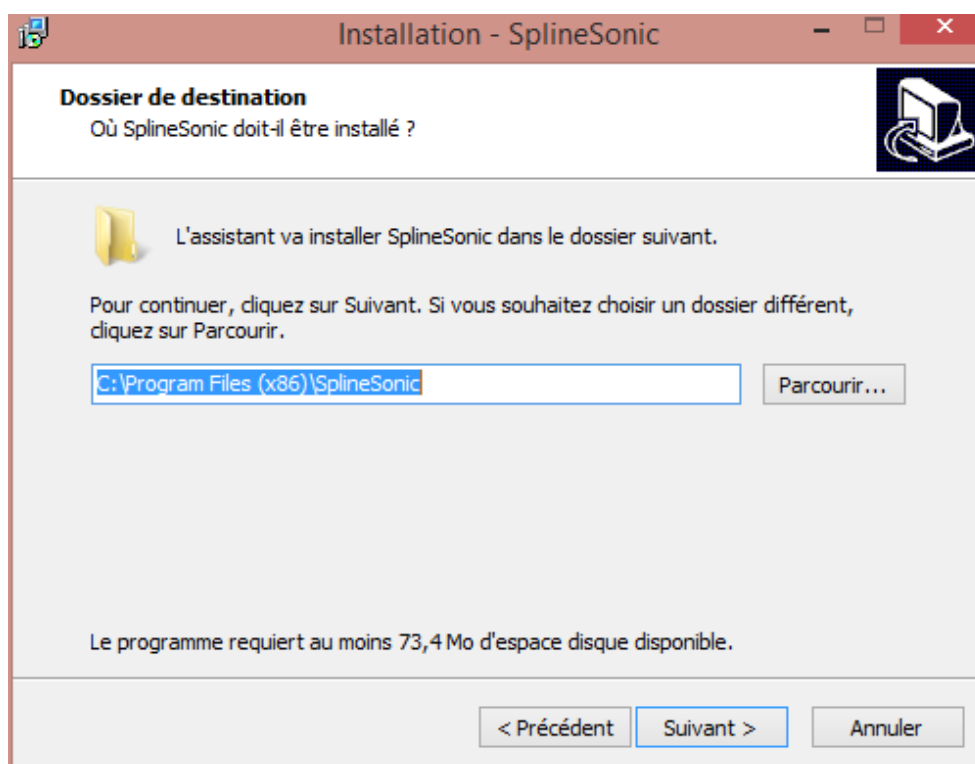 Installation - SplineSonic
Dossier de destination
Où SplineSonic doit-il être installé ?
L'assistant va installer SplineSonic dans le dossier suivant.
Pour continuer, cliquez sur Suivant. Si vous souhaitez choisir un dossier différent,
cliquez sur Parcourir.
C:\Program Files (x86)\SplineSonic
Parcourir...
Le programme requiert au moins 73,4 Mo d'espace disque disponible.
< Précédent
Suivant >
Annuler